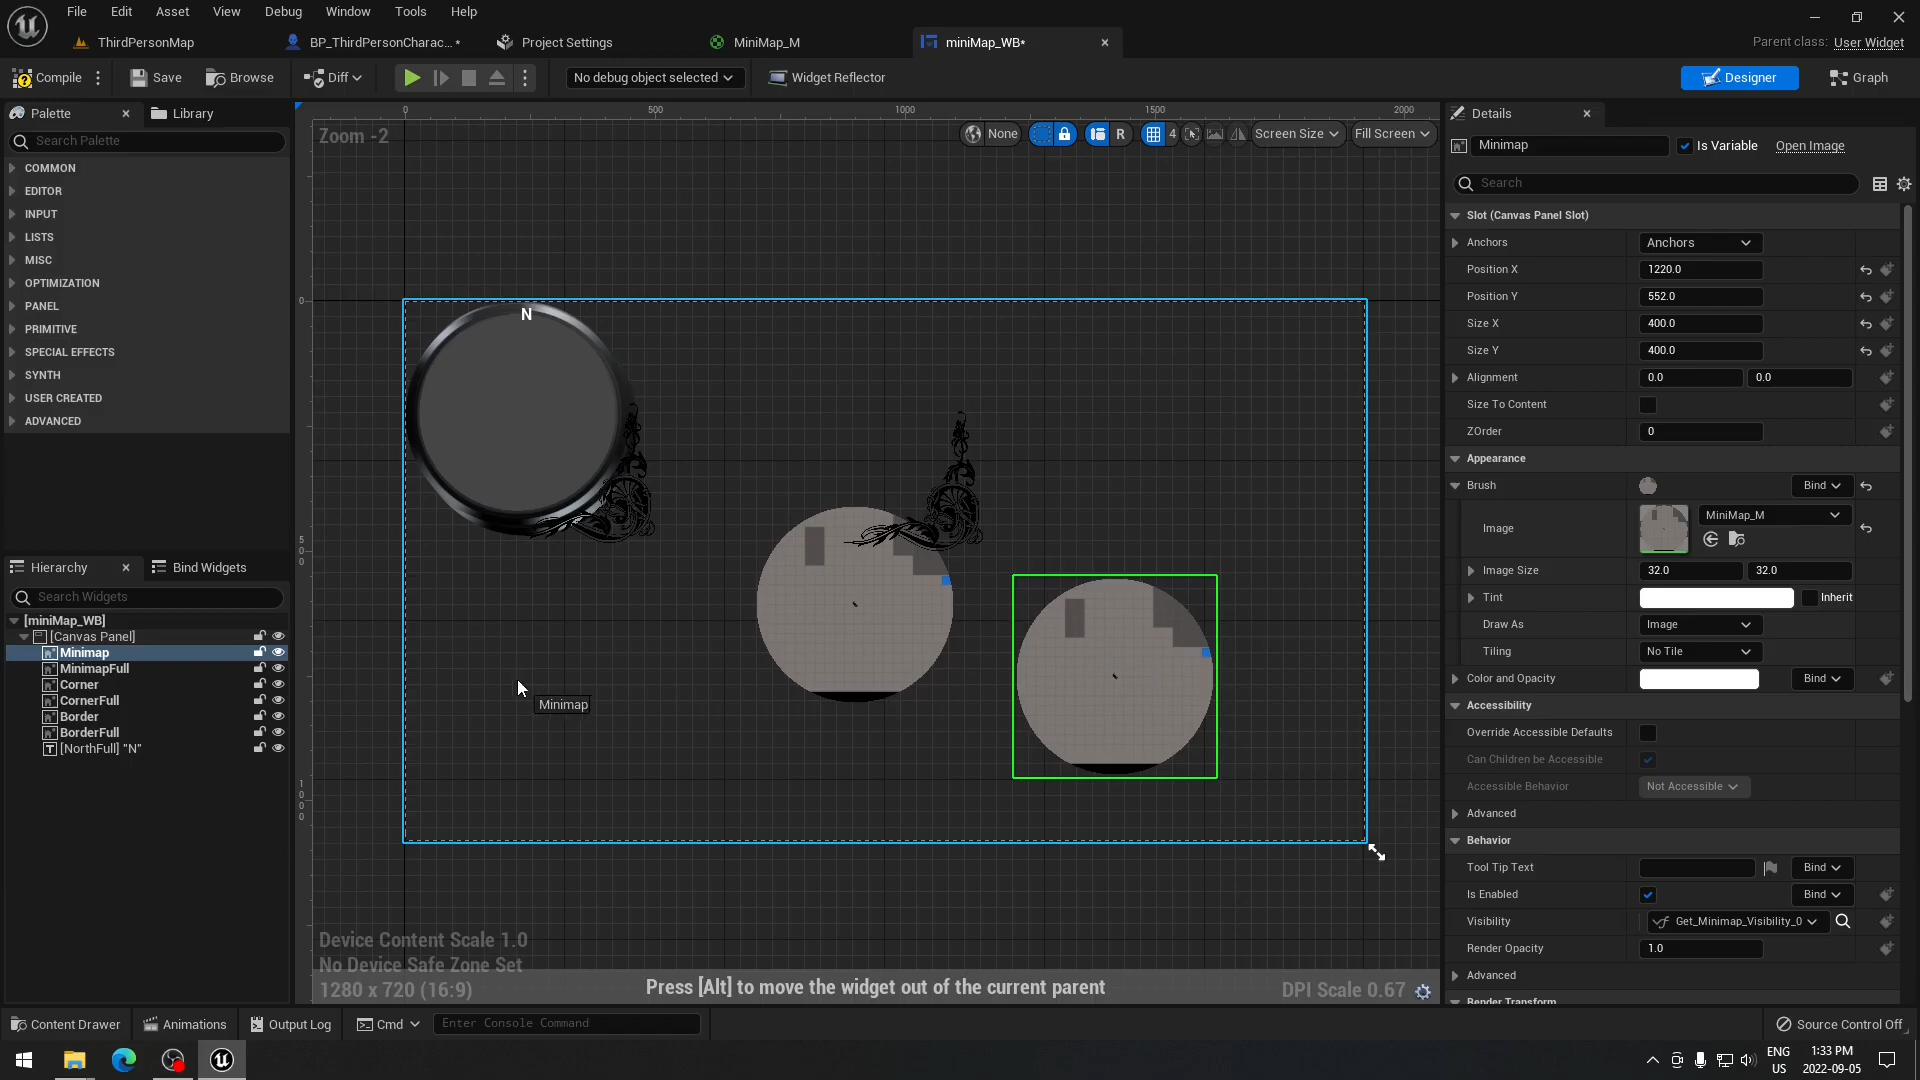 File Edit Asset View Debug Window Tools Help
ThirdPersonMap BP_ThirdPersonCharac... * Project Settings MiniMap_M miniMap_WB*
Parent class: User Widget
Compile Save Browse Diff No debug object selected Widget Reflector Designer Graph
Palette Library
Search Palette
COMMON
EDITOR
INPUT
LISTS
MISC
OPTIMIZATION
PANEL
PRIMITIVE
SPECIAL EFFECTS
SYNTH
USER CREATED
ADVANCED
Hierarchy Bind Widgets
Search Widgets
[miniMap_WB]
[Canvas Panel]
Minimap
MinimapFull
Corner
CornerFull
Border
BorderFull
T [NorthFull] "N"
0 500 1000 1500 2000
Zoom -2
None R 4 Screen Size Fill Screen
0
500
1000
N
Minimap
Device Content Scale 1.0
No Device Safe Zone Set
1280 x 720 (16:9)
Press [Alt] to move the widget out of the current parent
DPI Scale 0.67
Details
Minimap Is Variable Open Image
Search
Slot (Canvas Panel Slot)
Anchors Anchors
Position X 1220.0
Position Y 552.0
Size X 400.0
Size Y 400.0
Alignment 0.0 0.0
Size To Content
ZOrder 0
Appearance
Brush Bind
Image MiniMap_M
Image Size 32.0 32.0
Tint Inherit
Draw As Image
Tiling No Tile
Color and Opacity Bind
Accessibility
Override Accessible Defaults
Can Children be Accessible
Accessible Behavior Not Accessible
Advanced
Behavior
Tool Tip Text Bind
Is Enabled Bind
Visibility Get_Minimap_Visibility_0
Render Opacity 1.0
Advanced
Render Transform
Content Drawer Animations Output Log Cmd Enter Console Command
Source Control Off
ENG
US
1:33 PM
2022-09-05